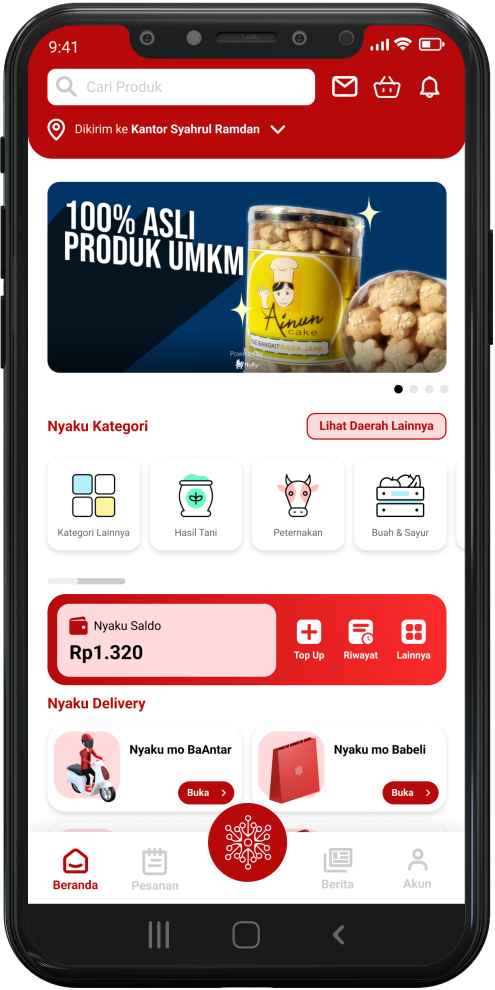 9:41
Cari Produk
Dikirim ke Kantor Syahrul Ramdan
100% ASLI
PRODUK UMKM
Ainun
cake
KUE BANGKIT RASA JAHE
Powered by
Nyaku Kategori
Lihat Daerah Lainnya
Kategori Lainnya
Hasil Tani
Peternakan
Buah & Sayur
Nyaku Saldo
Rp1.320
Top Up
Riwayat
Lainnya
Nyaku Delivery
Nyaku mo BaAntar
Buka
Nyaku mo Babeli
Buka
Beranda
Pesanan
Berita
Akun